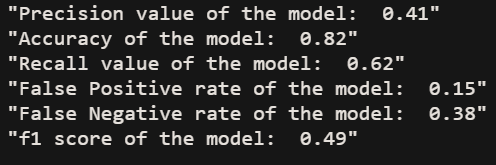 "Precision value of the model:  0.41"
"Accuracy of the model:  0.82"
"Recall value of the model:  0.62"
"False Positive rate of the model:  0.15"
"False Negative rate of the model:  0.38"
"f1 score of the model:  0.49"